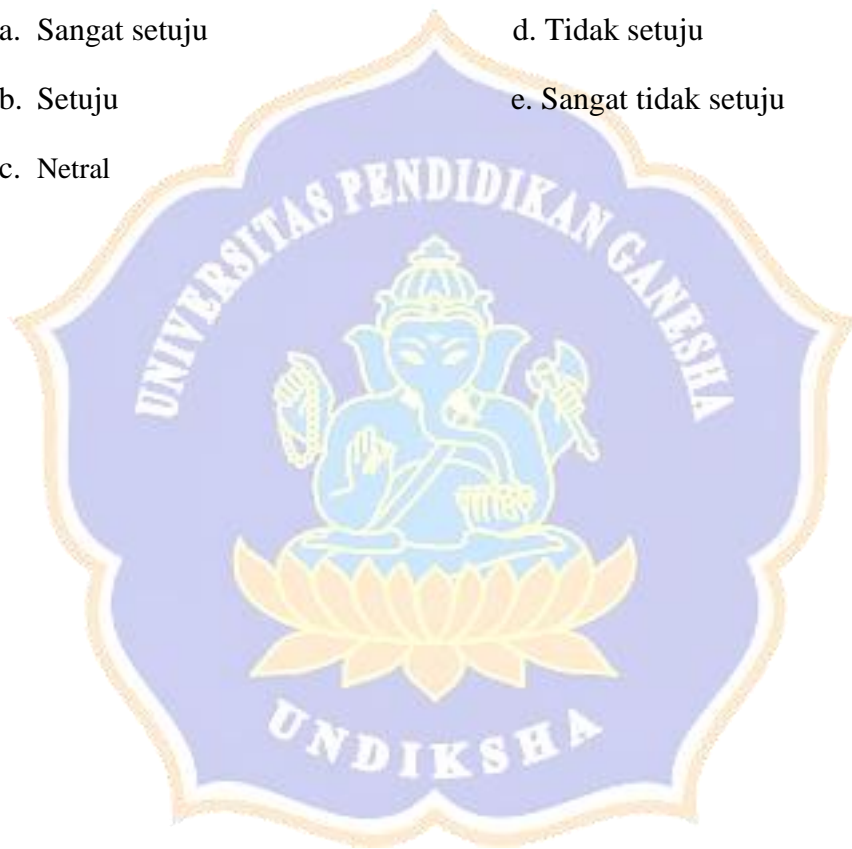 a. Sangat setuju d. Tidak setuju
b. Setuju e. Sangat tidak setuju
c. Netral
UNIVERSITAS PENDIDIKAN GANESHA
UNDIKSHA